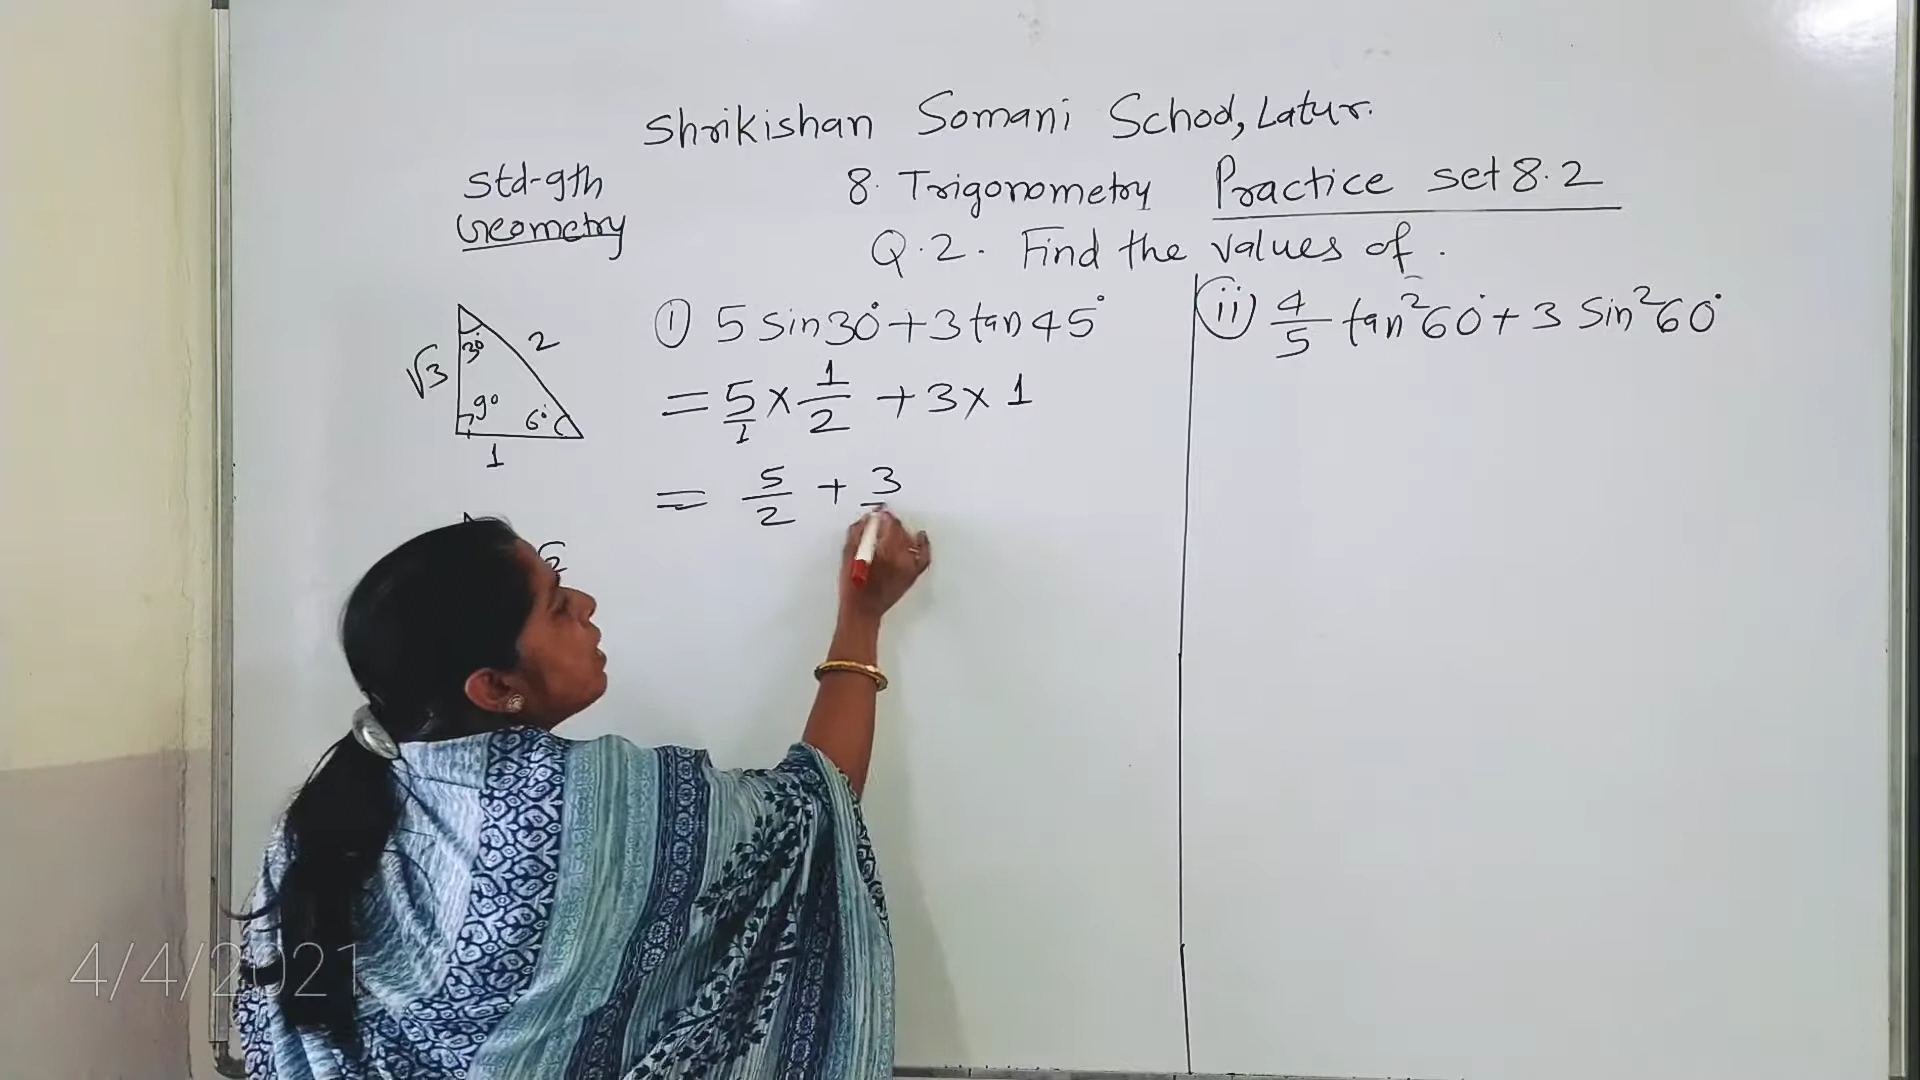 Shrikishan Somani School, Latur.
Std-9th
Geometry
8. Trigonometry Practice set 8.2
Q.2. Find the values of .
① 5 sin30° + 3 tan 45°
= 5/1 × 1/2 + 3 × 1
= 5/2 + 3
ii) 4/5 tan²60° + 3 Sin²60°
30°
√3
2
90°
60°
1
√2
4/4/2021